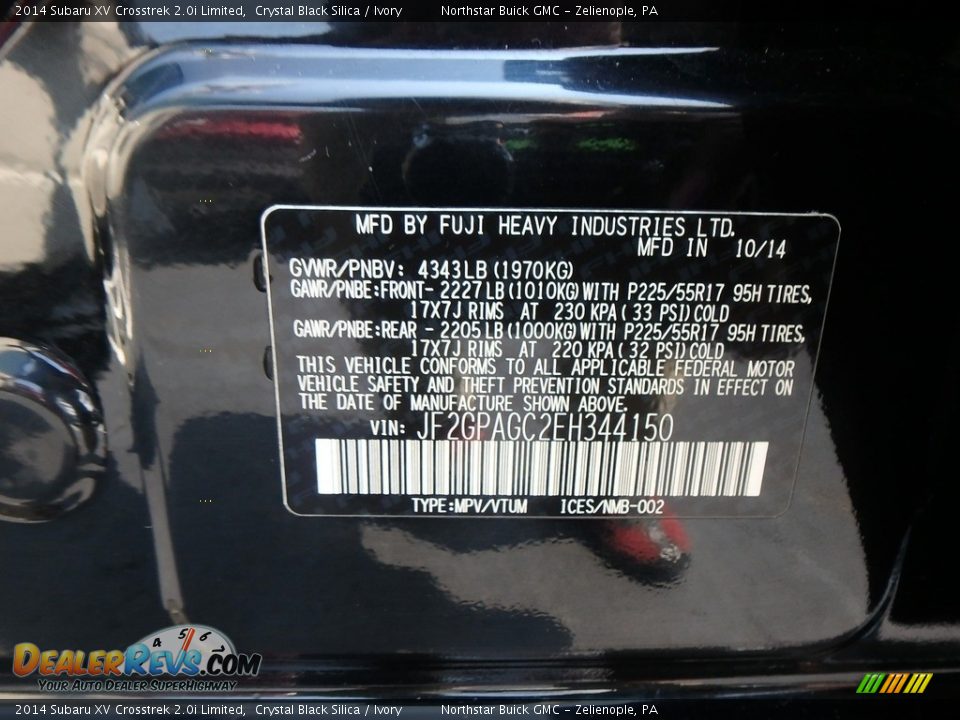 2014 Subaru XV Crosstrek 2.0i Limited, Crystal Black Silica / Ivory Northstar Buick GMC - Zelienople, PA
MFD BY FUJI HEAVY INDUSTRIES LTD.
MFD IN 10/14
GVWR/PNBV: 4343LB (1970KG)
GAWR/PNBE:FRONT- 2227LB (1010KG) WITH P225/55R17 95H TIRES,
17X7J RIMS AT 230 KPA ( 33 PSI) COLD
GAWR/PNBE:REAR - 2205LB (1000KG) WITH P225/55R17 95H TIRES,
17X7J RIMS AT 220 KPA ( 32 PSI) COLD
THIS VEHICLE CONFORMS TO ALL APPLICABLE FEDERAL MOTOR
VEHICLE SAFETY AND THEFT PREVENTION STANDARDS IN EFFECT ON
THE DATE OF MANUFACTURE SHOWN ABOVE.
VIN: JF2GPAGC2EH344150
TYPE:MPV/VTUM ICES/NMB-002
4 5 6
DEALERREVS.COM
YOUR AUTO DEALER SUPERHIGHWAY
2014 Subaru XV Crosstrek 2.0i Limited, Crystal Black Silica / Ivory Northstar Buick GMC - Zelienople, PA